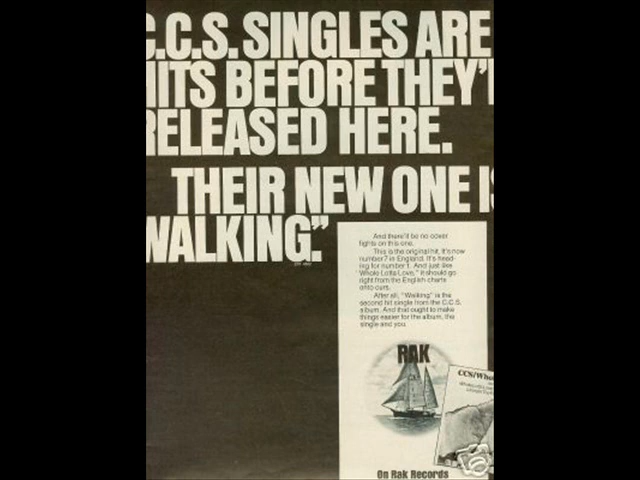 C.C.S. SINGLES ARE
HITS BEFORE THEY'
RELEASED HERE.
THEIR NEW ONE IS
WALKING."
And there'll be no cover
fights on this one.
This is the original hit. It's now
number 7 in England. It's head-
ing for number 1. And just like
"Whole Lotta Love," it should go
right from the English charts
onto ours.
After all, "Walking" is the
second hit single from the C.C.S.
album. And that ought to make
things easier for the album, the
single and you.
RAK
CCS/Who
On Rak Records